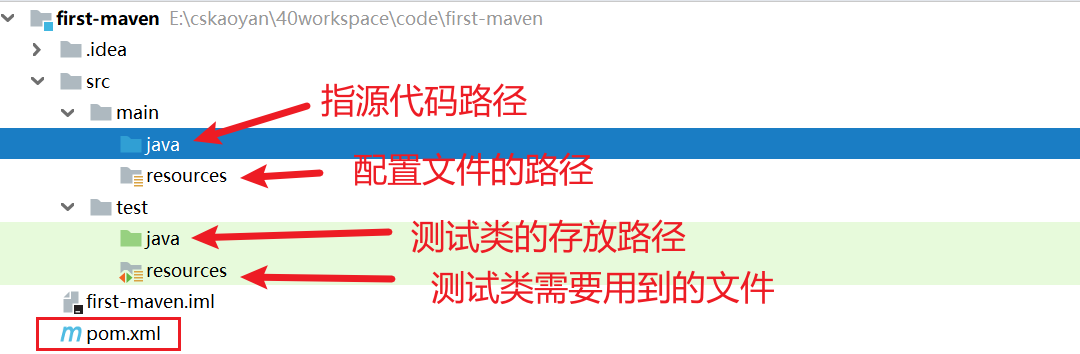 first-maven E:\cskaoyan\40workspace\code\first-maven
.idea
src
main
指源代码路径
java
配置文件的路径
resources
test
java
测试类的存放路径
resources
测试类需要用到的文件
first-maven.iml
m pom.xml